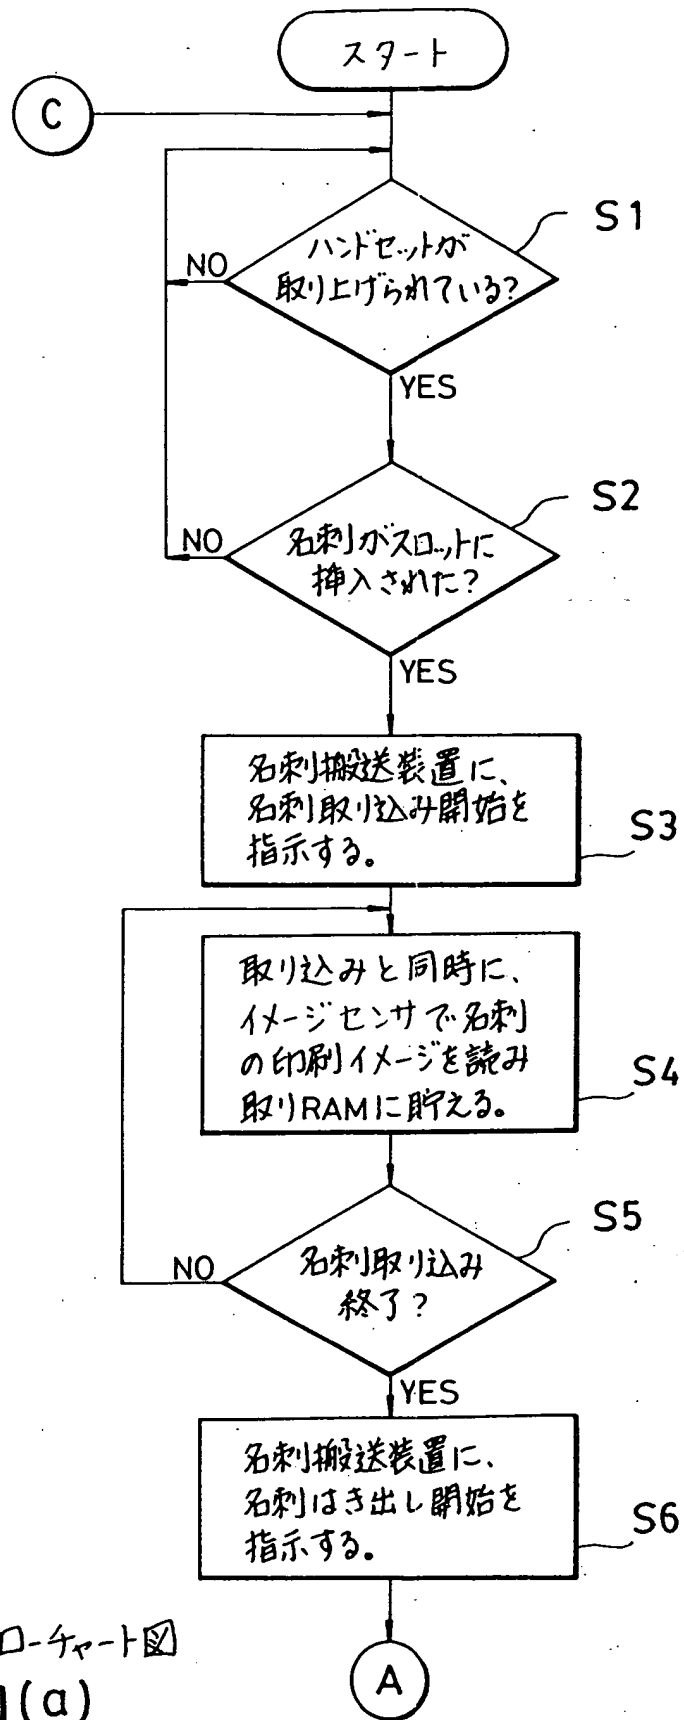 スタート
C
S1
ハンドセットが
取り上げられている?
NO
YES
S2
名刺がスロットに
挿入された?
NO
YES
名刺搬送装置に、
名刺取り込み開始を
指示する。
S3
取り込みと同時に、
イメージセンサで名刺
の印刷イメージを読み
取りRAMに貯える。
S4
S5
名刺取り込み
終了?
NO
YES
名刺搬送装置に、
名刺はき出し開始を
指示する。
S6
ローチャート図
(a)
A